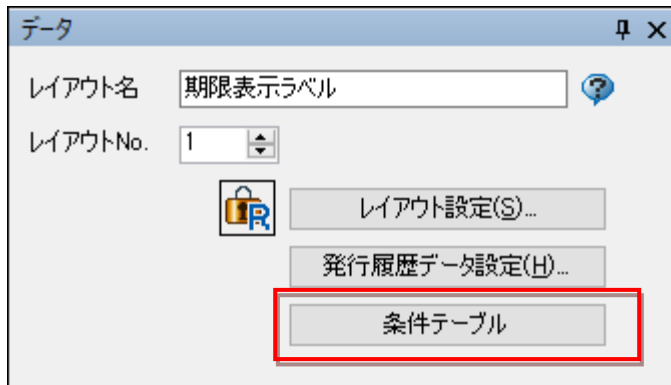 データ
レイアウト名 期限表示ラベル
レイアウトNo. 1
レイアウト設定(S)...
発行履歴データ設定(H)...
条件テーブル